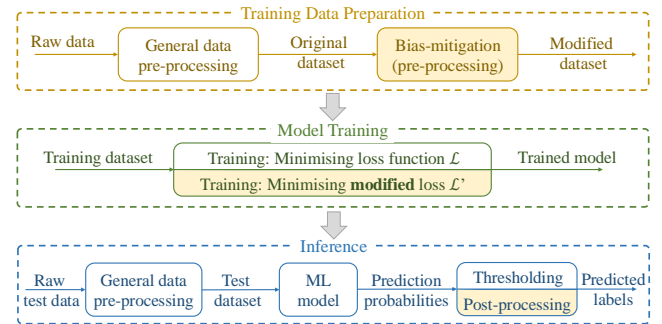 Training Data Preparation
Raw data
General data
pre-processing
Original
dataset
Bias-mitigation
(pre-processing)
Modified
dataset
Model Training
Training dataset
Training: Minimising loss function ℒ
Training: Minimising modified loss ℒ’
Trained model
Inference
Raw
test data
General data
pre-processing
Test
dataset
ML
model
Prediction
probabilities
Thresholding
Post-processing
Predicted
labels